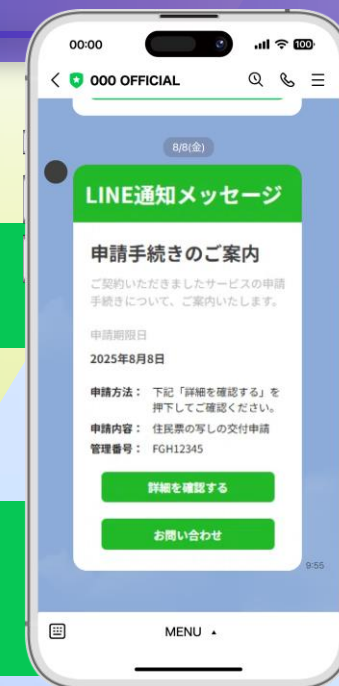 00:00
100
000 OFFICIAL
8/8(金)
LINE通知メッセージ
申請手続きのご案内
ご契約いただきましたサービスの申請
手続きについて、ご案内いたします。
申請期限日
2025年8月8日
申請方法： 下記「詳細を確認する」を
押下してご確認ください。
申請内容： 住民票の写しの交付申請
管理番号： FGH12345
詳細を確認する
お問い合わせ
9:55
MENU ▲